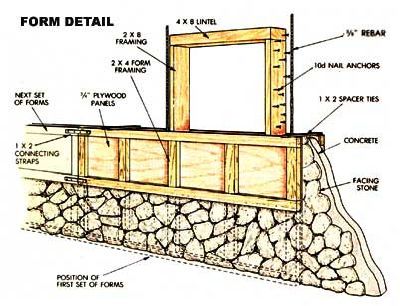 FORM DETAIL
4 X 8 LINTEL
2 X 8
FRAMING
⅝" REBAR
2 X 4 FORM
FRAMING
10d NAIL ANCHORS
NEXT SET
OF FORMS
¾" PLYWOOD
PANELS
1 X 2 SPACER TIES
1 X 2
CONNECTING
STRAPS
CONCRETE
FACING
STONE
POSITION OF
FIRST SET OF FORMS